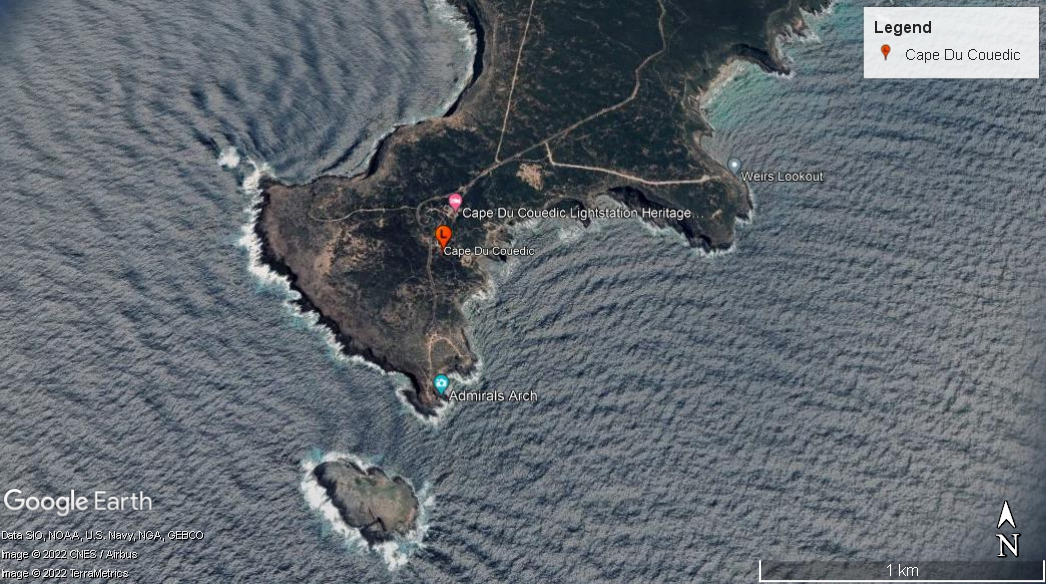 Legend
L Cape Du Couedic
Weirs Lookout
Cape Du Couedic Lightstation Heritage...
L
Cape Du Couedic
Admirals Arch
Google Earth
Data SIO, NOAA, U.S. Navy, NGA, GEBCO
Image © 2022 CNES / Airbus
Image © 2022 TerraMetrics
N
1 km